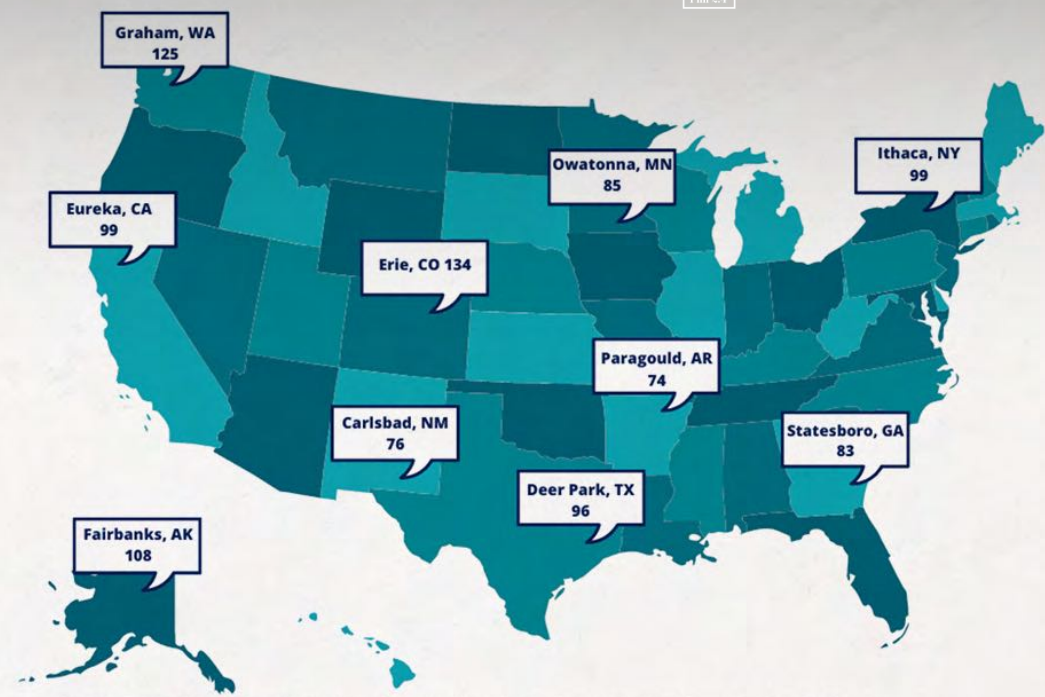 Graham, WA
125
Ithaca, NY
99
Owatonna, MN
85
Eureka, CA
99
Erie, CO 134
Paragould, AR
74
Carlsbad, NM
76
Statesboro, GA
83
Deer Park, TX
96
Fairbanks, AK
108